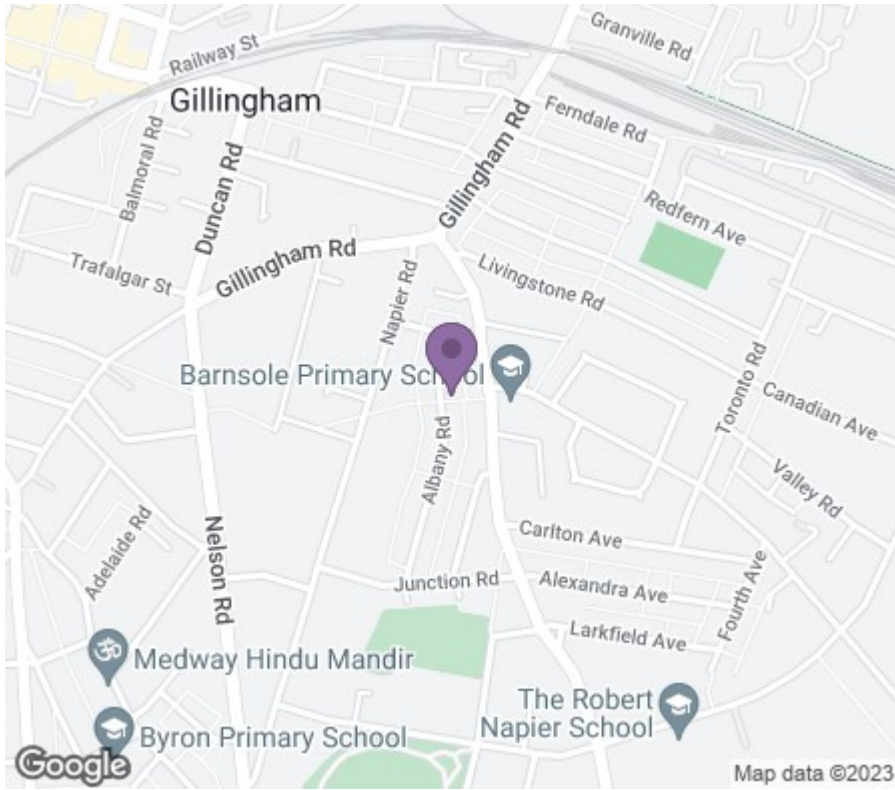 Granville Rd
Railway St
Gillingham
Ferndale Rd
Balmoral Rd
Duncan Rd
Gillingham Rd
Redfern Ave
Trafalgar St
Gillingham Rd
Napier Rd
Livingstone Rd
Barnsole Primary School
Toronto Rd
Canadian Ave
Albany Rd
Valley Rd
Adelaide Rd
Nelson Rd
Carlton Ave
Junction Rd
Alexandra Ave
Fourth Ave
Larkfield Ave
Medway Hindu Mandir
ॐ
The Robert
Napier School
Byron Primary School
Google
Map data ©2023